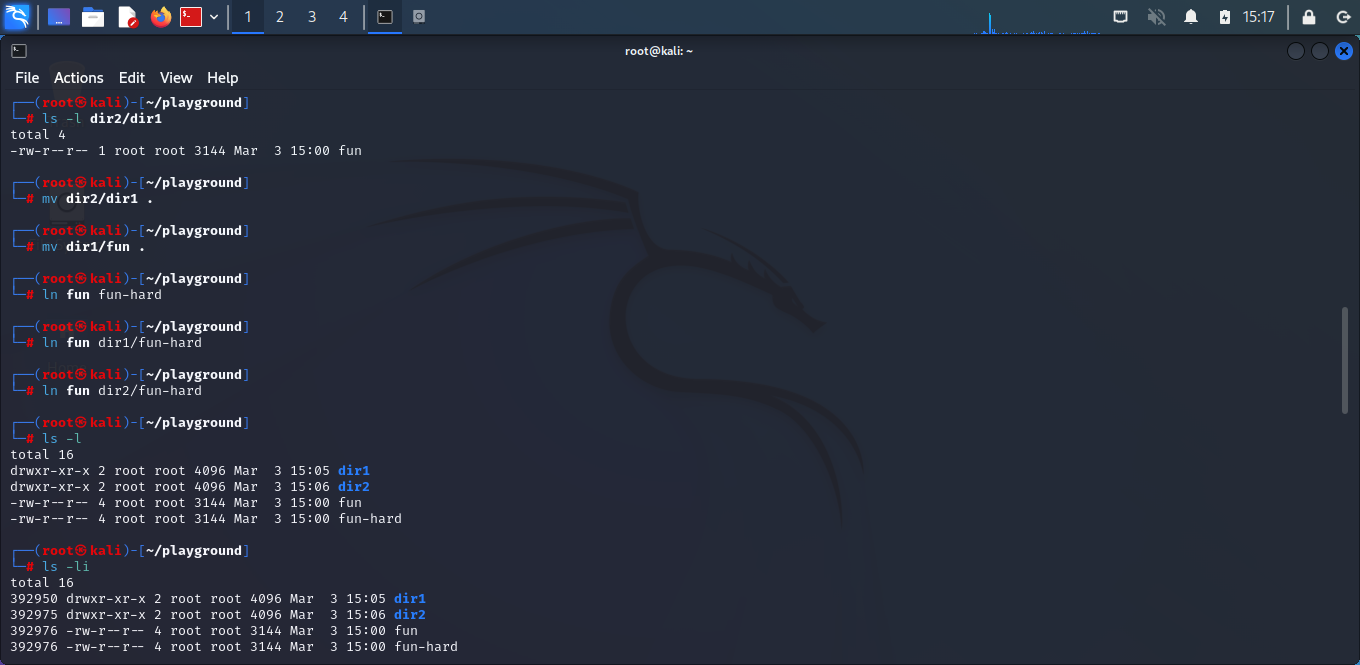 1 2 3 4 15:17
root@kali: ~
File Actions Edit View Help
┌──(root㉿kali)-[~/playground]
└─# ls -l dir2/dir1
total 4
-rw-r--r-- 1 root root 3144 Mar  3 15:00 fun
┌──(root㉿kali)-[~/playground]
└─# mv dir2/dir1 .
┌──(root㉿kali)-[~/playground]
└─# mv dir1/fun .
┌──(root㉿kali)-[~/playground]
└─# ln fun fun-hard
┌──(root㉿kali)-[~/playground]
└─# ln fun dir1/fun-hard
┌──(root㉿kali)-[~/playground]
└─# ln fun dir2/fun-hard
┌──(root㉿kali)-[~/playground]
└─# ls -l
total 16
drwxr-xr-x 2 root root 4096 Mar  3 15:05 dir1
drwxr-xr-x 2 root root 4096 Mar  3 15:06 dir2
-rw-r--r-- 4 root root 3144 Mar  3 15:00 fun
-rw-r--r-- 4 root root 3144 Mar  3 15:00 fun-hard
┌──(root㉿kali)-[~/playground]
└─# ls -li
total 16
392950 drwxr-xr-x 2 root root 4096 Mar  3 15:05 dir1
392975 drwxr-xr-x 2 root root 4096 Mar  3 15:06 dir2
392976 -rw-r--r-- 4 root root 3144 Mar  3 15:00 fun
392976 -rw-r--r-- 4 root root 3144 Mar  3 15:00 fun-hard